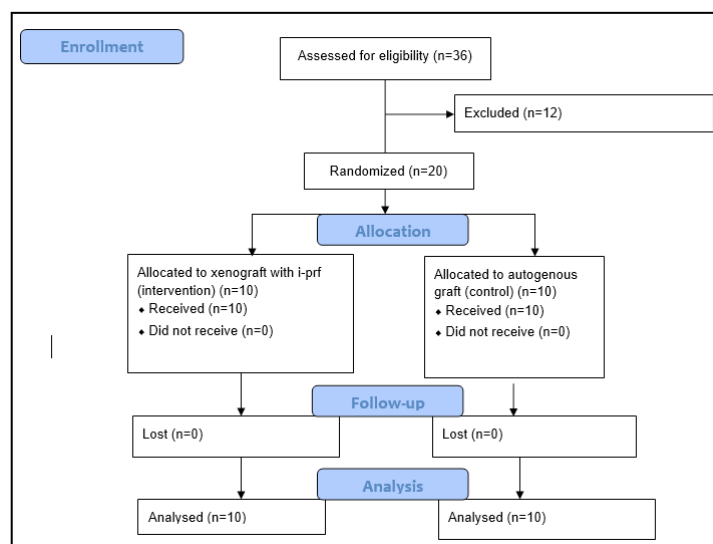 Enrollment
Assessed for eligibility (n=36)
Excluded (n=12)
Randomized (n=20)
Allocation
Allocated to xenograft with i-prf
(intervention) (n=10)
⬥ Received (n=10)
⬥ Did not receive (n=0)
Allocated to autogenous
graft (control) (n=10)
⬥ Received (n=10)
⬥ Did not receive (n=0)
Follow-up
Lost (n=0)
Lost (n=0)
Analysis
Analysed (n=10)
Analysed (n=10)